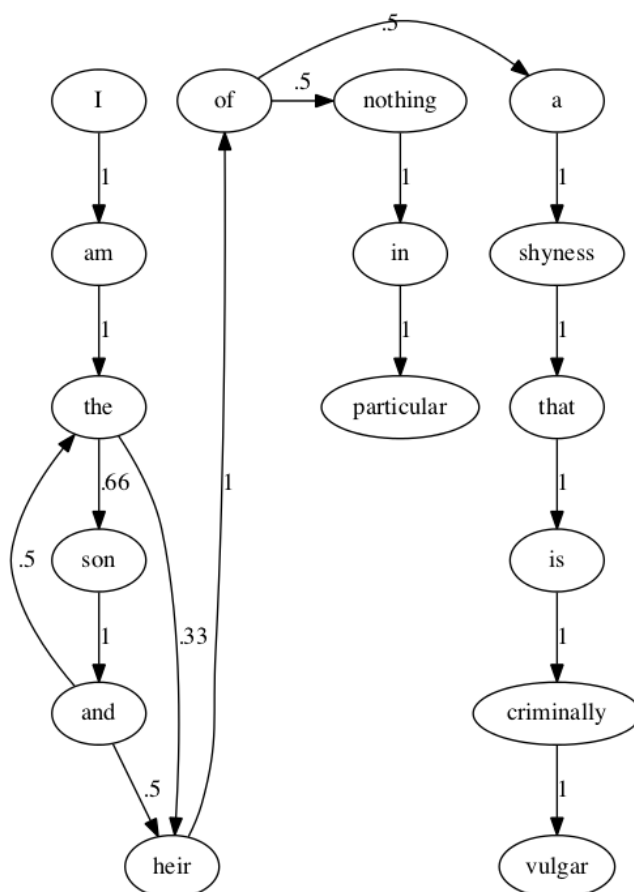 .5
I of nothing a
.5
1 1 1
am in shyness
1 1 1
the particular that
.66 1 1
.5 son is
1 .33 1
and criminally
.5 1
heir vulgar